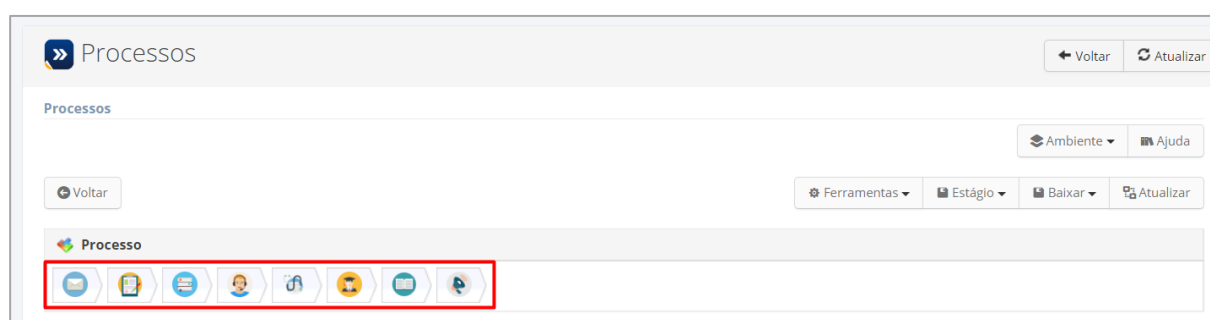 Processos
Voltar
Atualizar
Processos
Ambiente
Ajuda
Voltar
Ferramentas
Estágio
Baixar
Atualizar
Processo